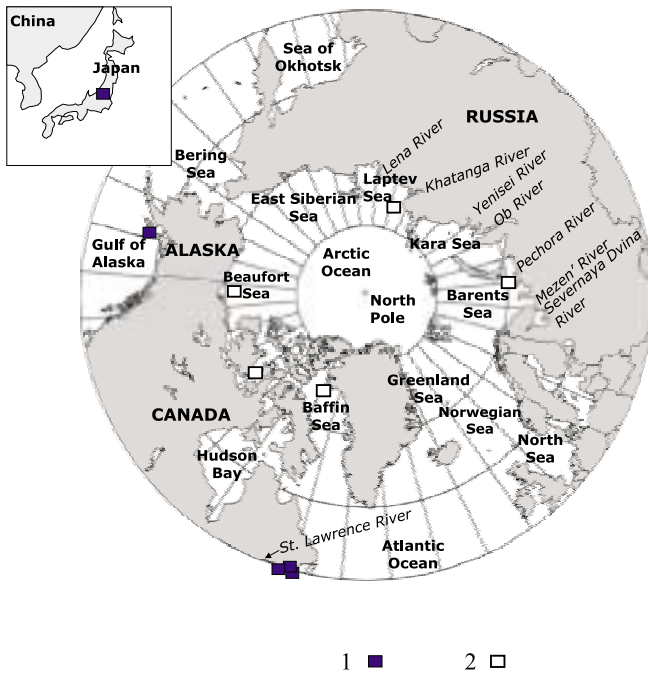 China
Japan
Sea of
Okhotsk
RUSSIA
Lena River
Bering
Sea
Laptev
Sea
Khatanga River
East Siberian
Sea
Yenisei River
Ob River
Kara Sea
Gulf of
Alaska
ALASKA
Arctic
Ocean
Pechora River
Beaufort
Sea
North
Pole
Barents
Sea
Mezen' River
Severnaya Dvina
River
Greenland
Sea
CANADA
Baffin
Sea
Norwegian
Sea
North
Sea
Hudson
Bay
St. Lawrence River
Atlantic
Ocean
1
2